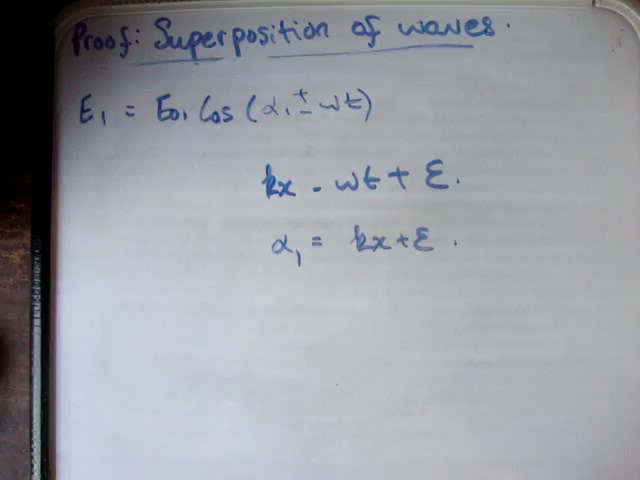 Proof: Superposition of waves.
E₁ = E₀₁ Cos (α₁ ± ωt)
kx - ωt + ε.
α₁ = kx + ε.